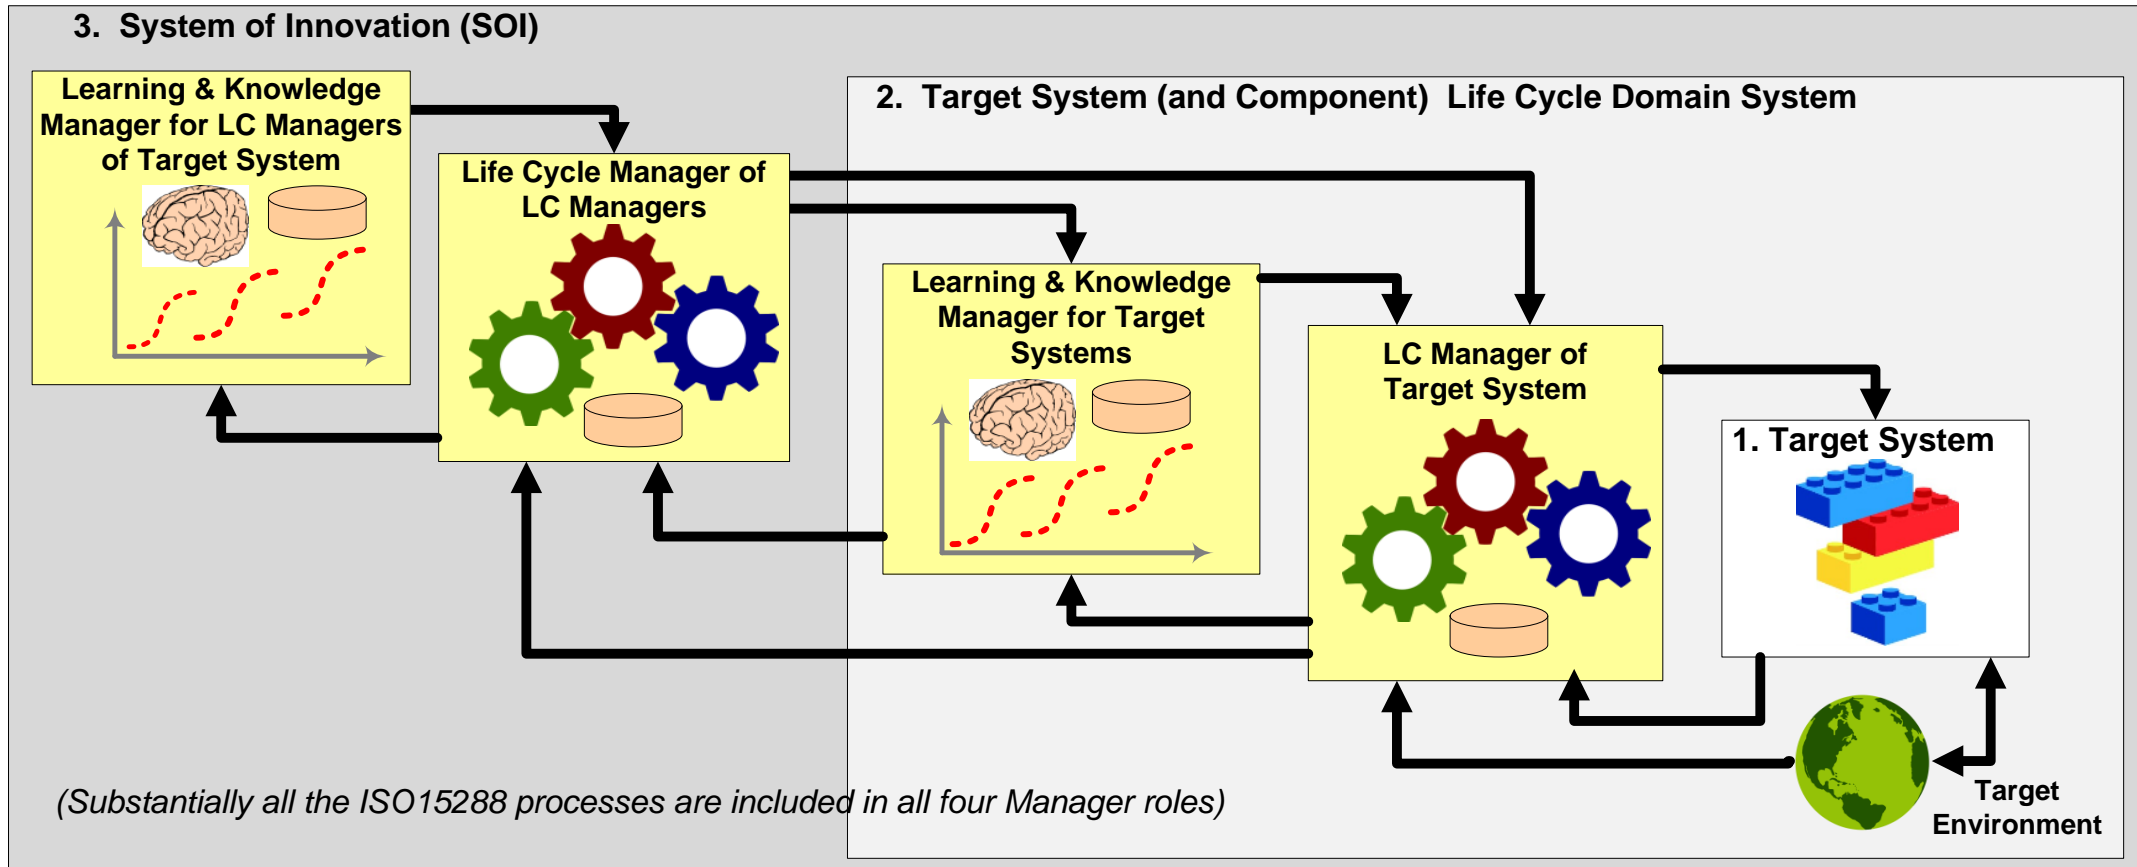 3.  System of Innovation (SOI)
Learning & Knowledge
Manager for LC Managers
of Target System
2.  Target System (and Component)  Life Cycle Domain System
Life Cycle Manager of
LC Managers
Learning & Knowledge
Manager for Target
Systems
LC Manager of
Target System
1. Target System
(Substantially all the ISO15288 processes are included in all four Manager roles)
Target
Environment